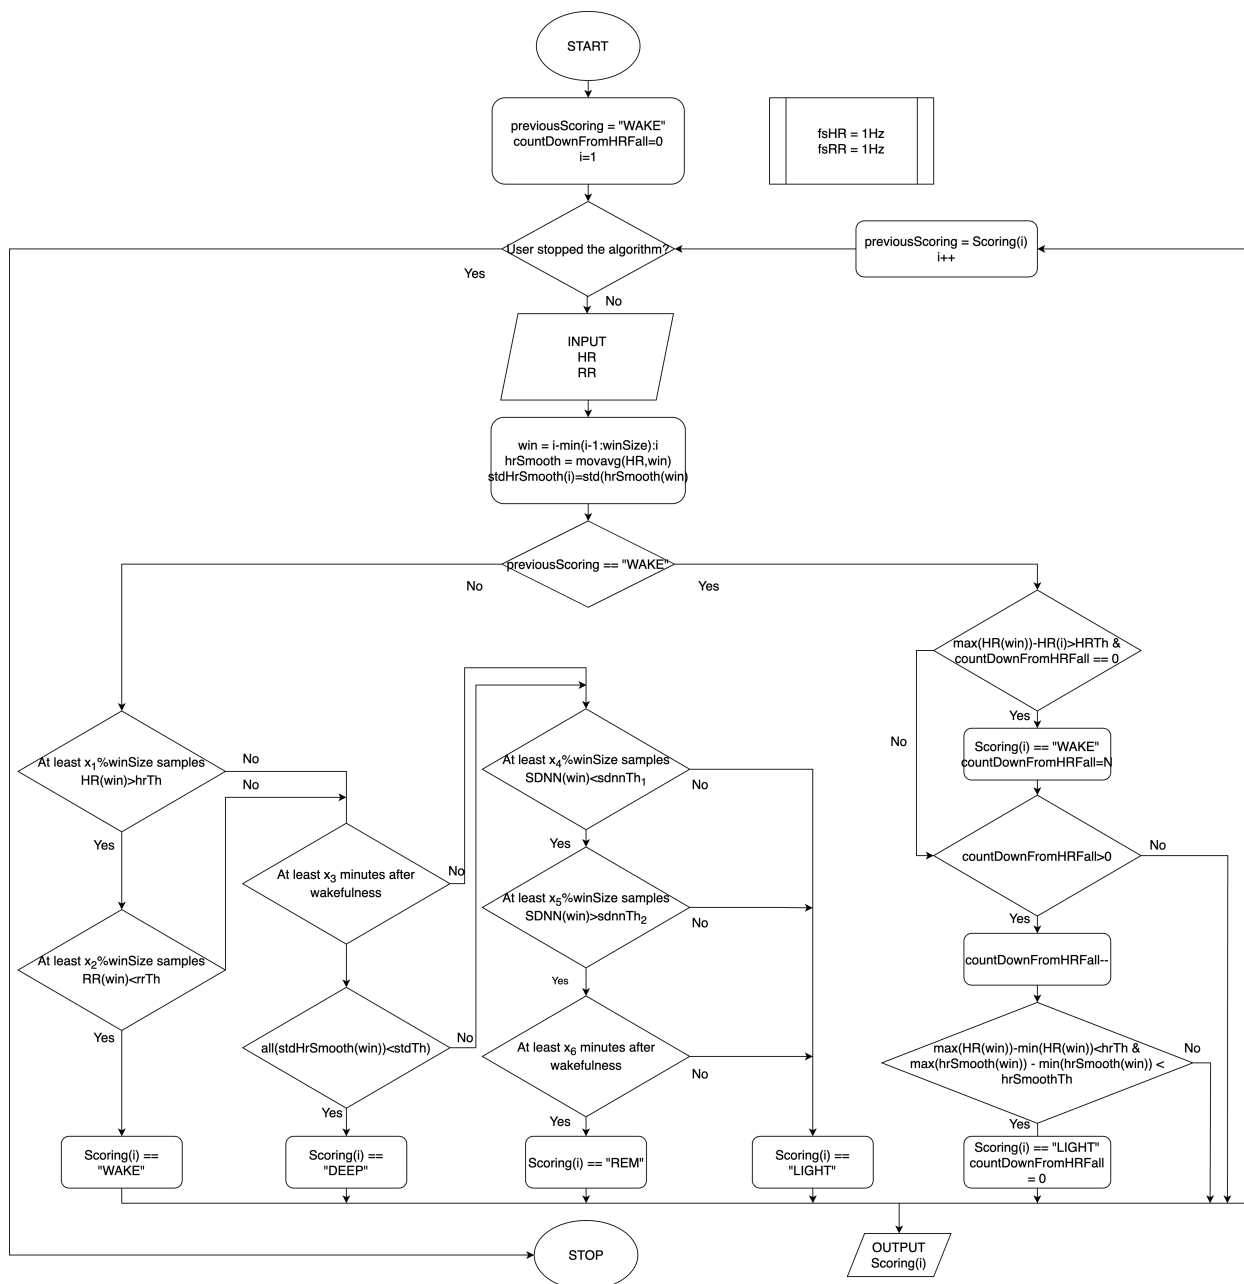 START
previousScoring = "WAKE"
countDownFromHRFall=0
i=1
fsHR = 1Hz
fsRR = 1Hz
User stopped the algorithm?
previousScoring = Scoring(i)
i++
Yes
No
INPUT
HR
RR
win = i-min(i-1:winSize):i
hrSmooth = movavg(HR,win)
stdHrSmooth(i)=std(hrSmooth(win)
previousScoring == "WAKE"
No
Yes
max(HR(win))-HR(i)>HRTh &
countDownFromHRFall == 0
Yes
No
Scoring(i) == "WAKE"
countDownFromHRFall=N
At least x1%winSize samples
HR(win)>hrTh
No
No
Yes
At least x4%winSize samples
SDNN(win)<sdnnTh1
No
Yes
countDownFromHRFall>0
No
Yes
At least x3 minutes after
wakefulness
No
At least x5%winSize samples
SDNN(win)>sdnnTh2
No
Yes
At least x2%winSize samples
RR(win)<rrTh
Yes
countDownFromHRFall--
all(stdHrSmooth(win))<stdTh)
No
Yes
At least x6 minutes after
wakefulness
No
Yes
max(HR(win))-min(HR(win))<hrTh &
max(hrSmooth(win)) - min(hrSmooth(win)) <
hrSmoothTh
No
Yes
Scoring(i) ==
"WAKE"
Scoring(i) ==
"DEEP"
Scoring(i) == "REM"
Scoring(i) ==
"LIGHT"
Scoring(i) == "LIGHT"
countDownFromHRFall
= 0
STOP
OUTPUT
Scoring(i)